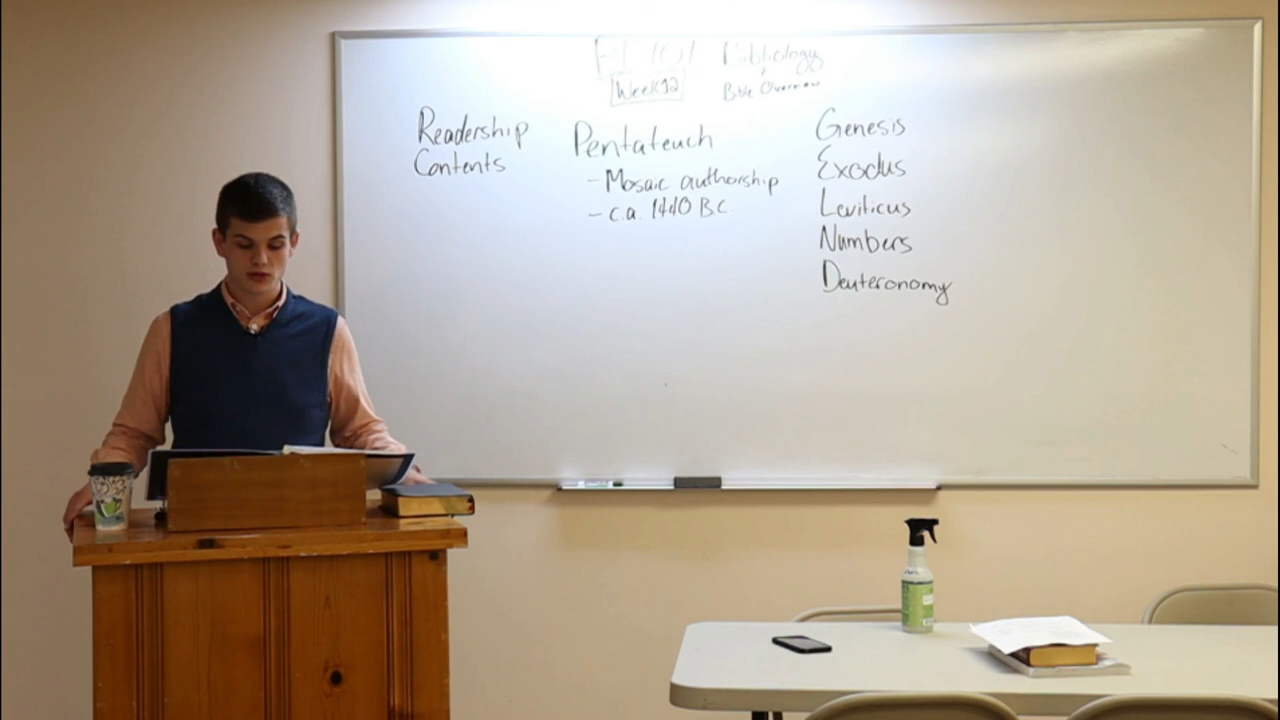 Bibliology
Week 12
Bible Overview
Readership
Contents
Pentateuch
- Mosaic authorship
- c.a. 1440 B.C.
Genesis
Exodus
Leviticus
Numbers
Deuteronomy